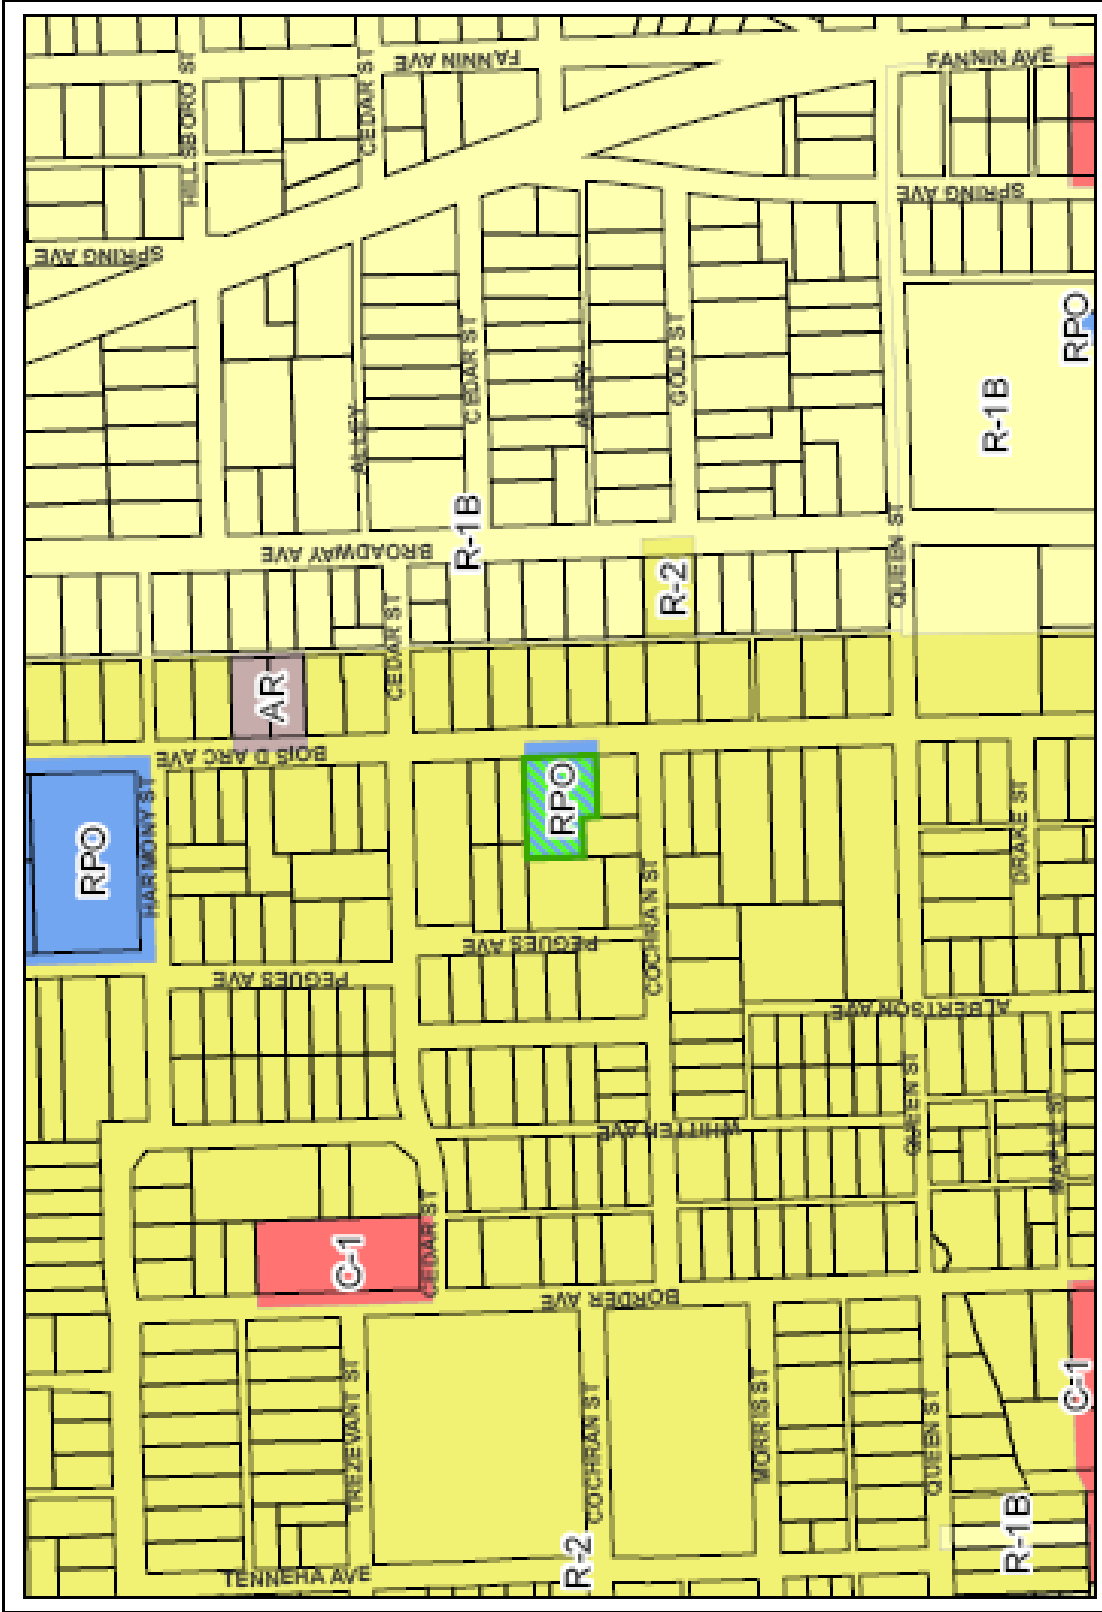 HILLSBORO ST
CEDAR ST
FANNIN AVE
FANNIN AVE
SPRING AVE
SPRING AVE
ALLEY
CEDAR ST
ALLEY
GOLD ST
RPO
R-1B
BROADWAY AVE
R-1B
QUEEN ST
R-2
CEDAR ST
AR
BOIS D ARC AVE
RPO
HARMONY ST
RPO
DRAKE ST
COCHRAN ST
PEGUES AVE
PEGUES AVE
ALBERTSON AVE
QUEEN ST
WHITTEN AVE
MAPLE ST
CEDAR ST
C-1
BORDER AVE
TREZEVANT ST
COCHRAN ST
MORRIS ST
QUEEN ST
C-1
R-1B
R-2
TENNEHA AVE